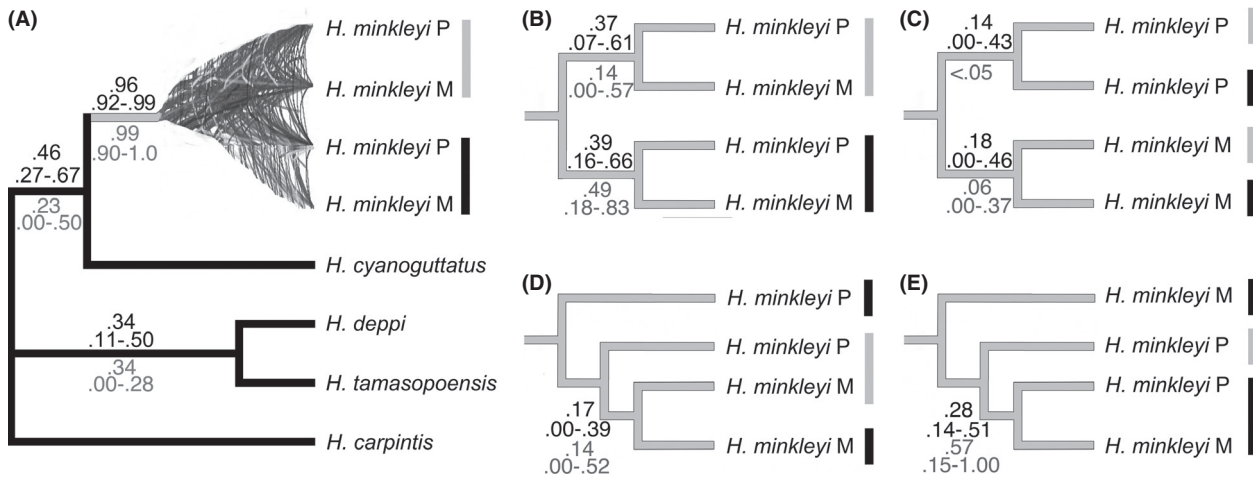 (A)
H. minkleyi P
.96
.92-.99
H. minkleyi M
.99
.90-1.0
H. minkleyi P
.46
.27-.67
H. minkleyi M
.23
.00-.50
H. cyanoguttatus
.34
.11-.50
H. deppi
.34
.00-.28
H. tamasopoensis
H. carpintis
(B)
.37
.07-.61
H. minkleyi P
.14
.00-.57
H. minkleyi M
.39
.16-.66
H. minkleyi P
.49
.18-.83
H. minkleyi M
(C)
.14
.00-.43
H. minkleyi P
<.05
H. minkleyi P
.18
.00-.46
H. minkleyi M
.06
.00-.37
H. minkleyi M
(D)
H. minkleyi P
H. minkleyi P
H. minkleyi M
.17
.00-.39
.14
.00-.52
H. minkleyi M
(E)
H. minkleyi M
H. minkleyi P
H. minkleyi P
.28
.14-.51
.57
.15-1.00
H. minkleyi M